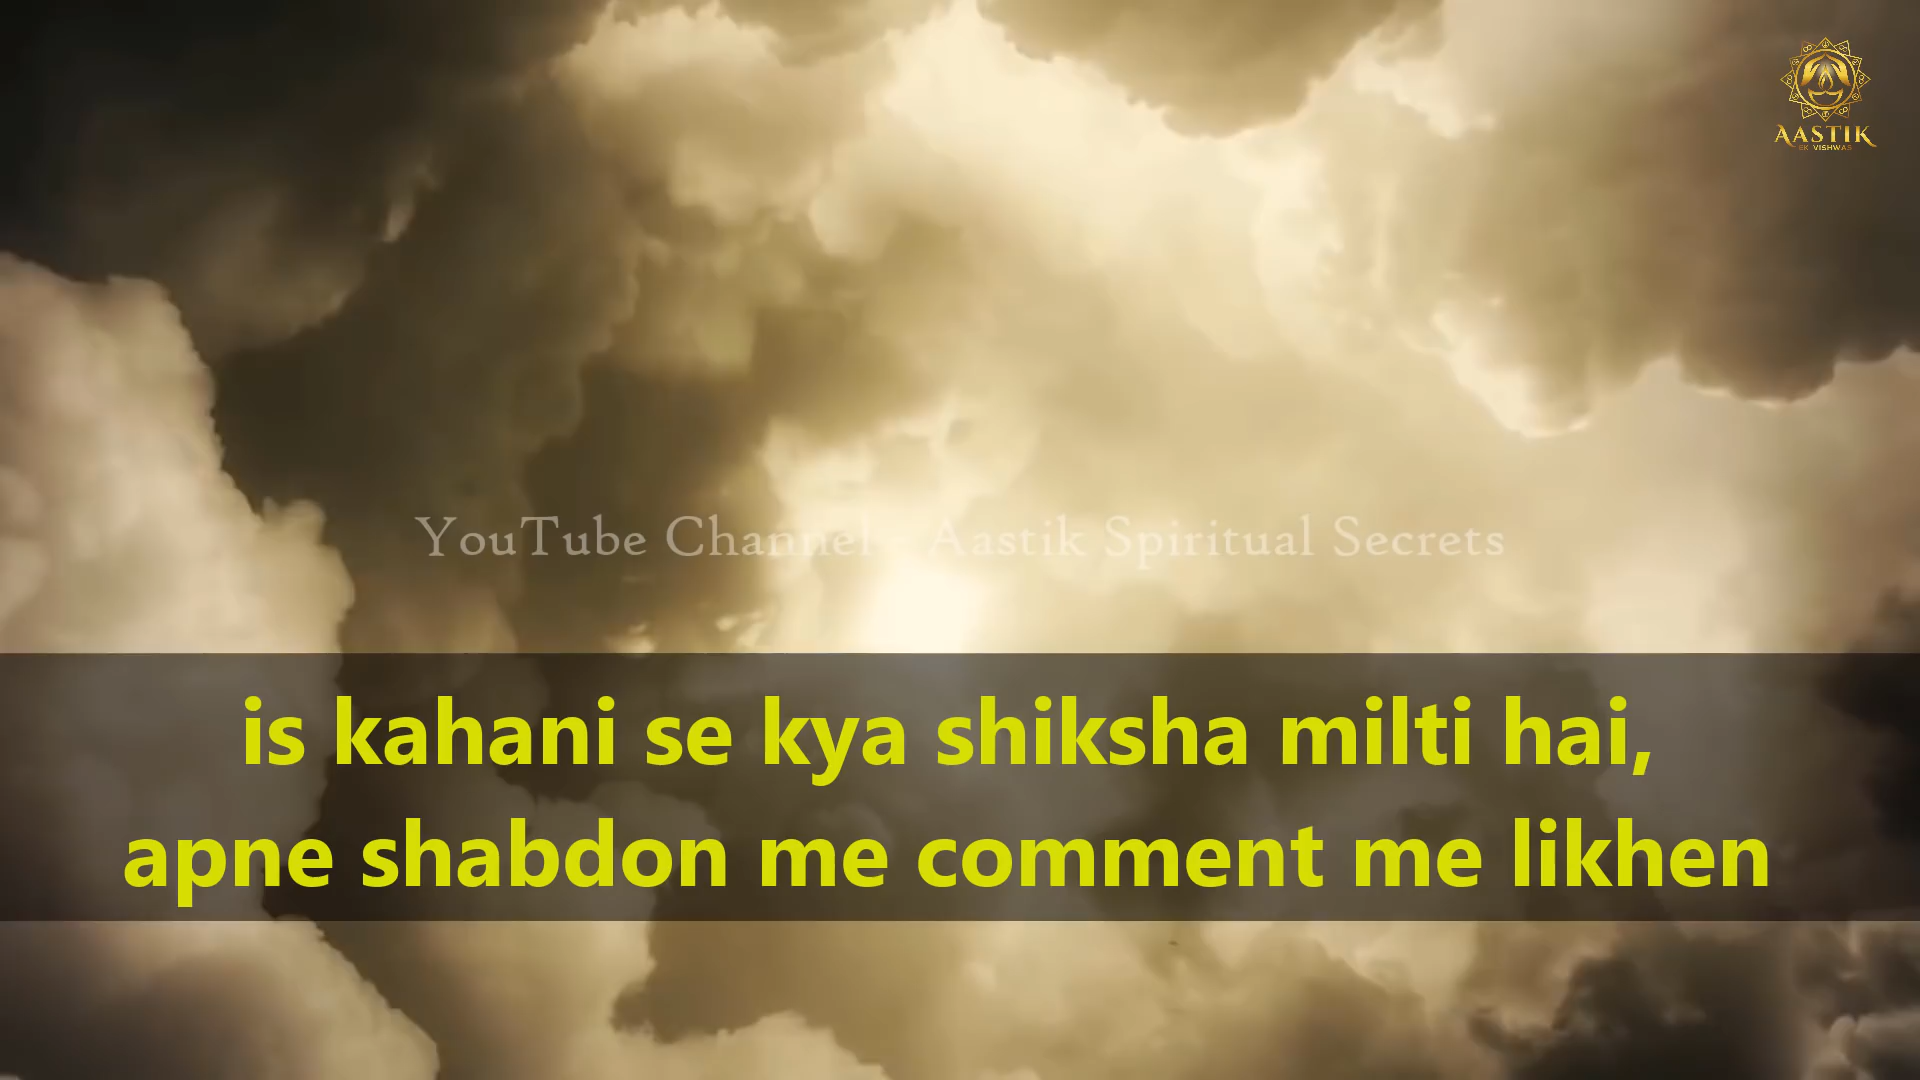 AASTIK
EK VISHWAS
YouTube Channel - Aastik Spiritual Secrets
is kahani se kya shiksha milti hai,
apne shabdon me comment me likhen